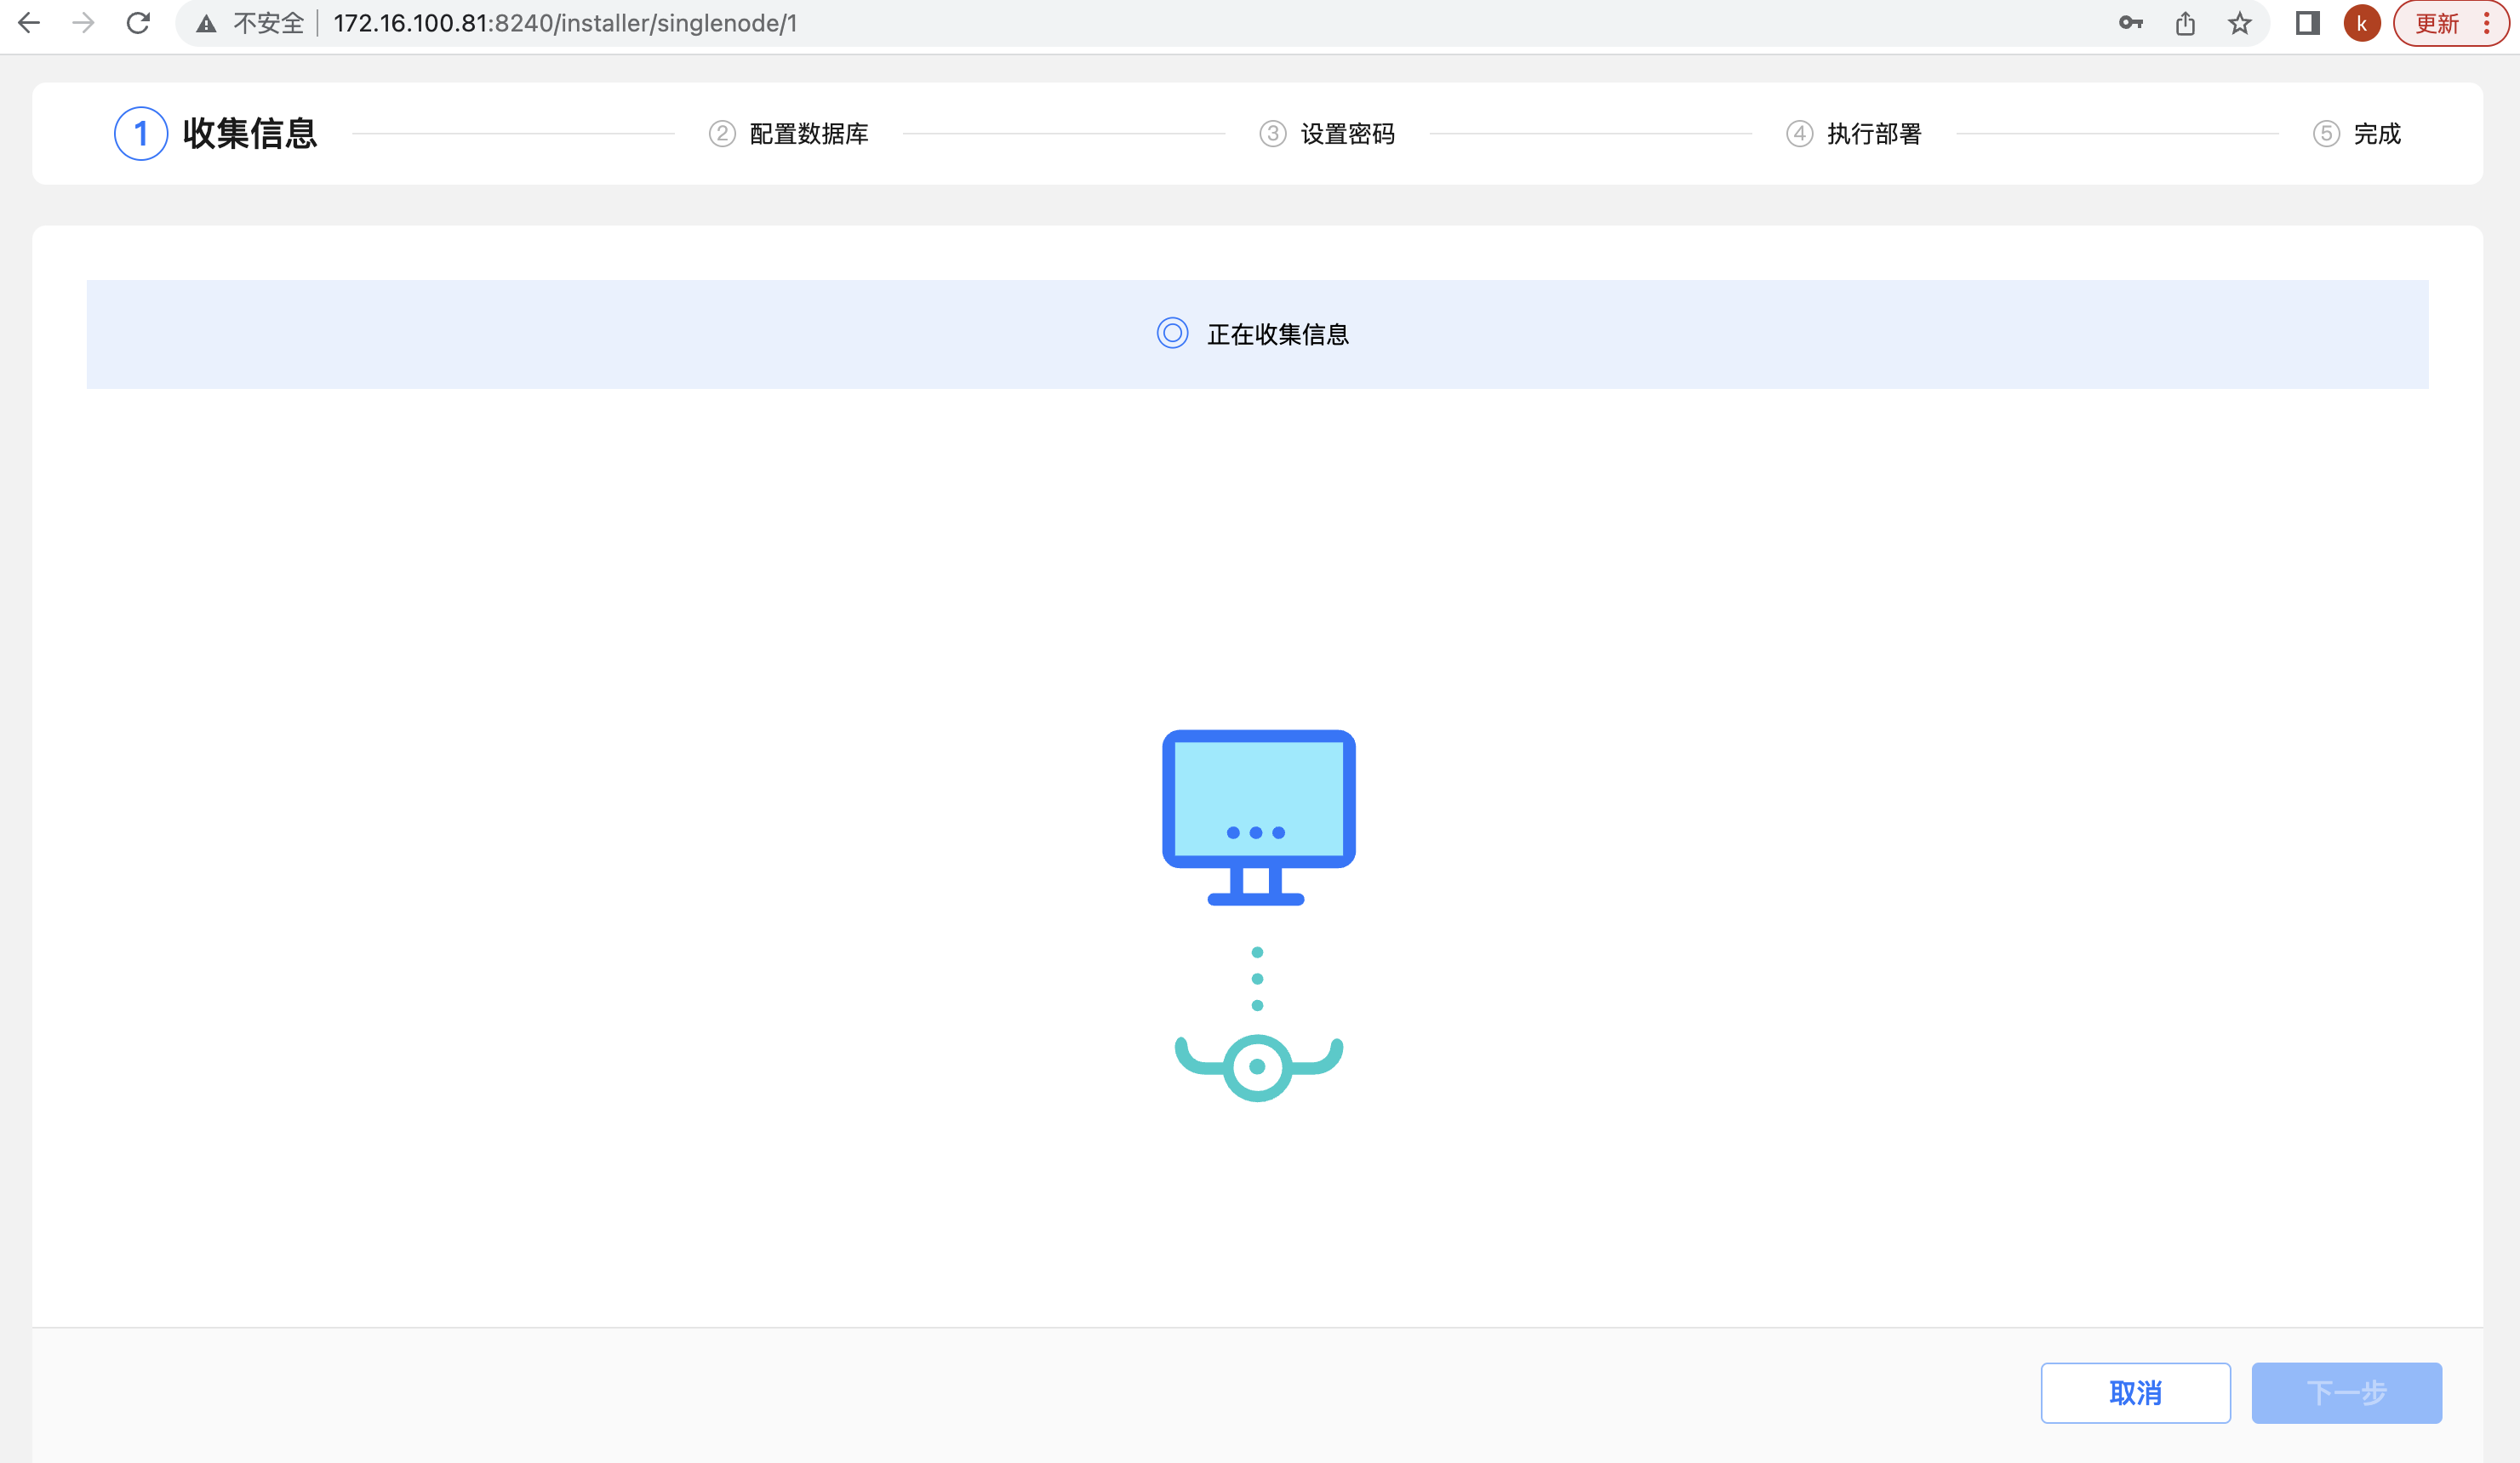 不安全 172.16.100.81:8240/installer/singlenode/1 k 更新
1 收集信息 2 配置数据库 3 设置密码 4 执行部署 5 完成
正在收集信息
取消 下一步